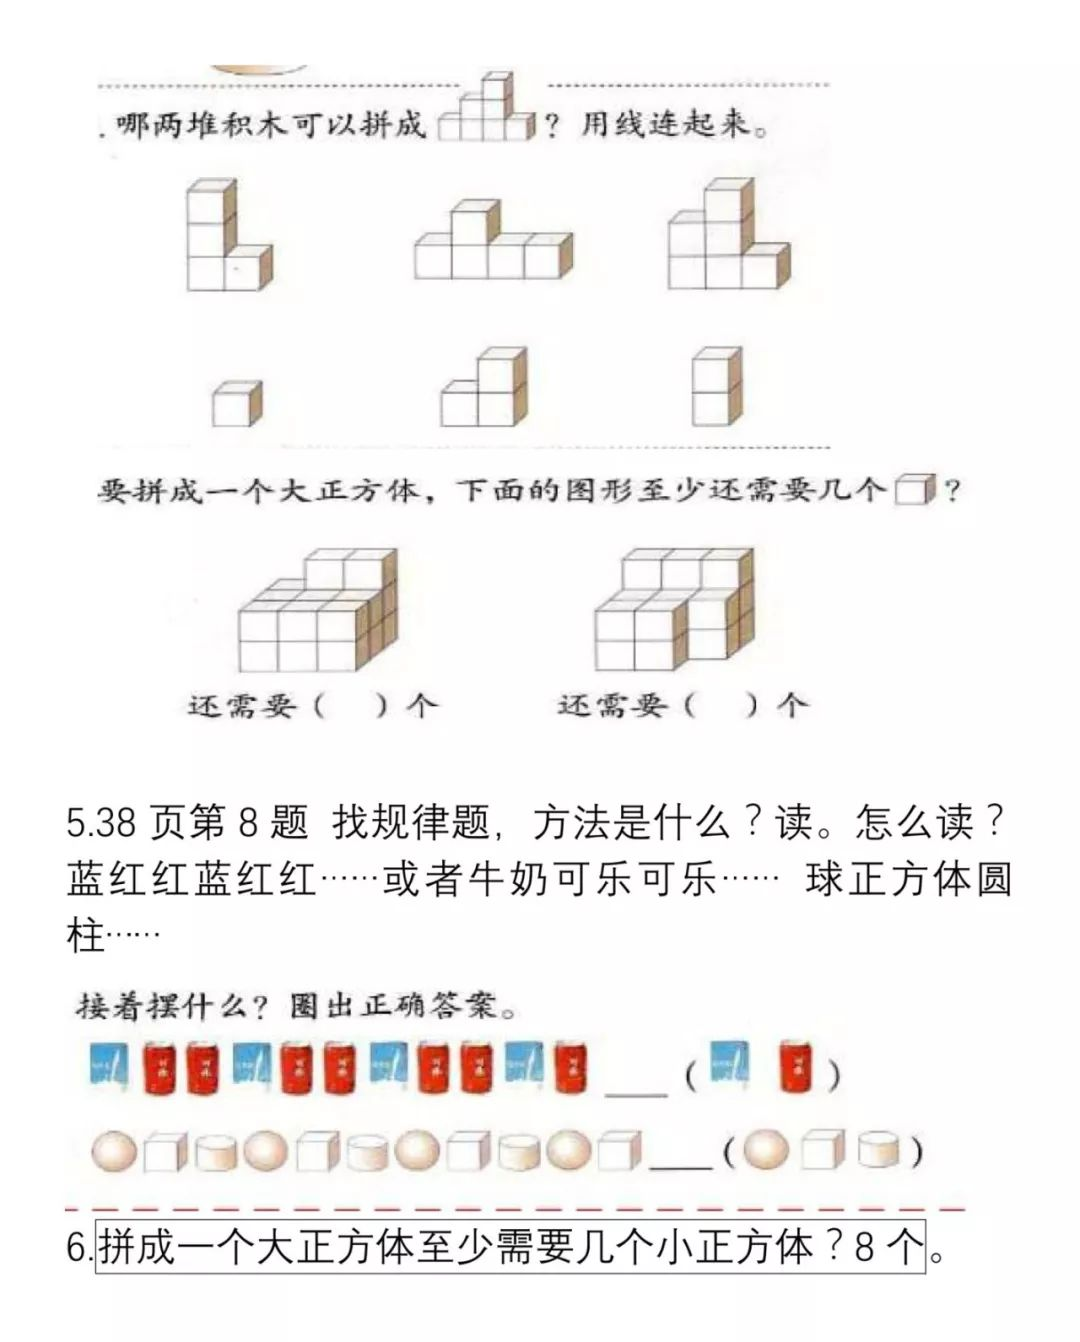 .哪两堆积木可以拼成？用线连起来。
要拼成一个大正方体，下面的图形至少还需要几个？
还需要（ ）个 还需要（ ）个
5.38 页第 8 题 找规律题，方法是什么？读。怎么读？
蓝红红蓝红红……或者牛奶可乐可乐…… 球正方体圆
柱……
接着摆什么？圈出正确答案。
____（ ）
____（ ）
6.拼成一个大正方体至少需要几个小正方体？8 个。